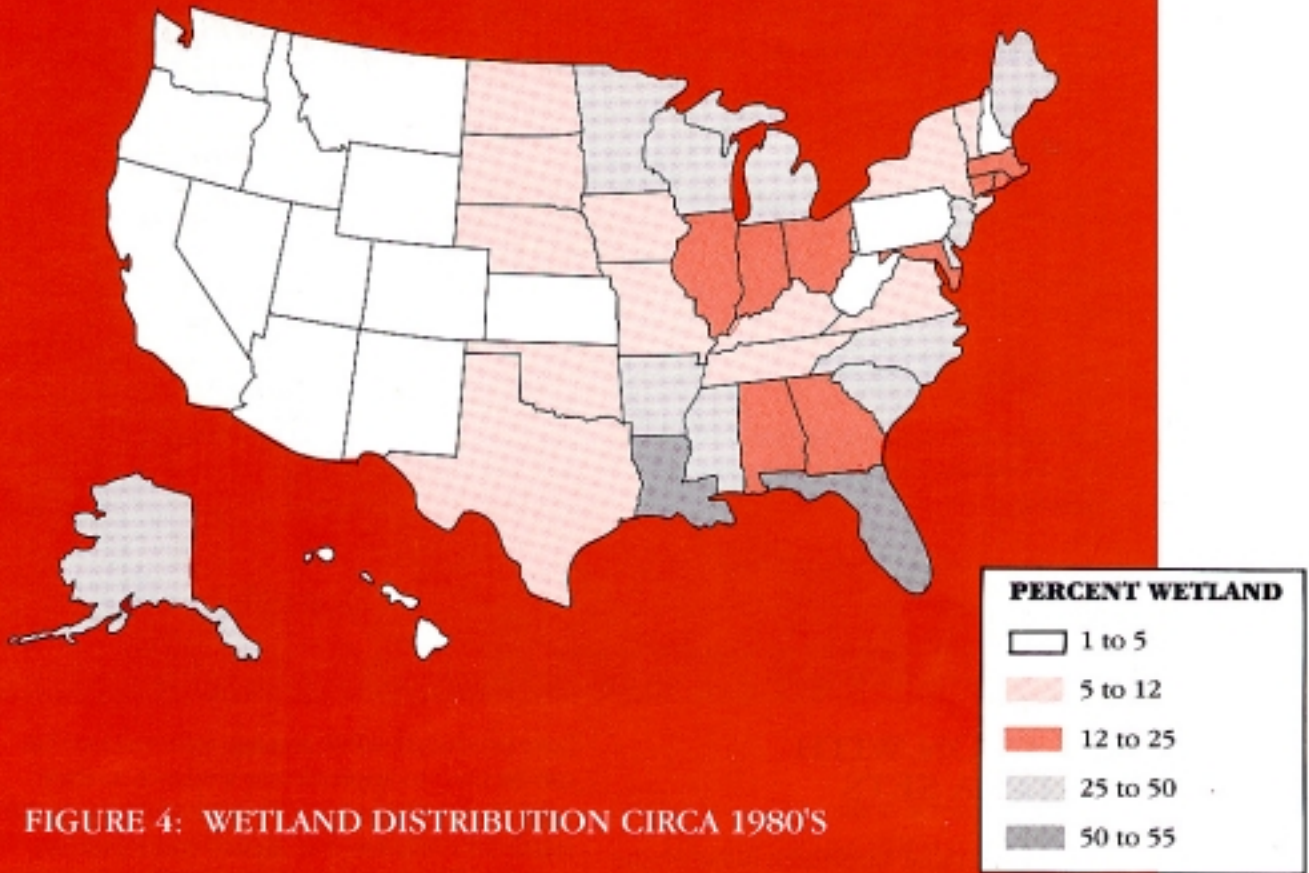 PERCENT WETLAND
1 to 5
5 to 12
12 to 25
25 to 50
50 to 55
FIGURE 4: WETLAND DISTRIBUTION CIRCA 1980'S